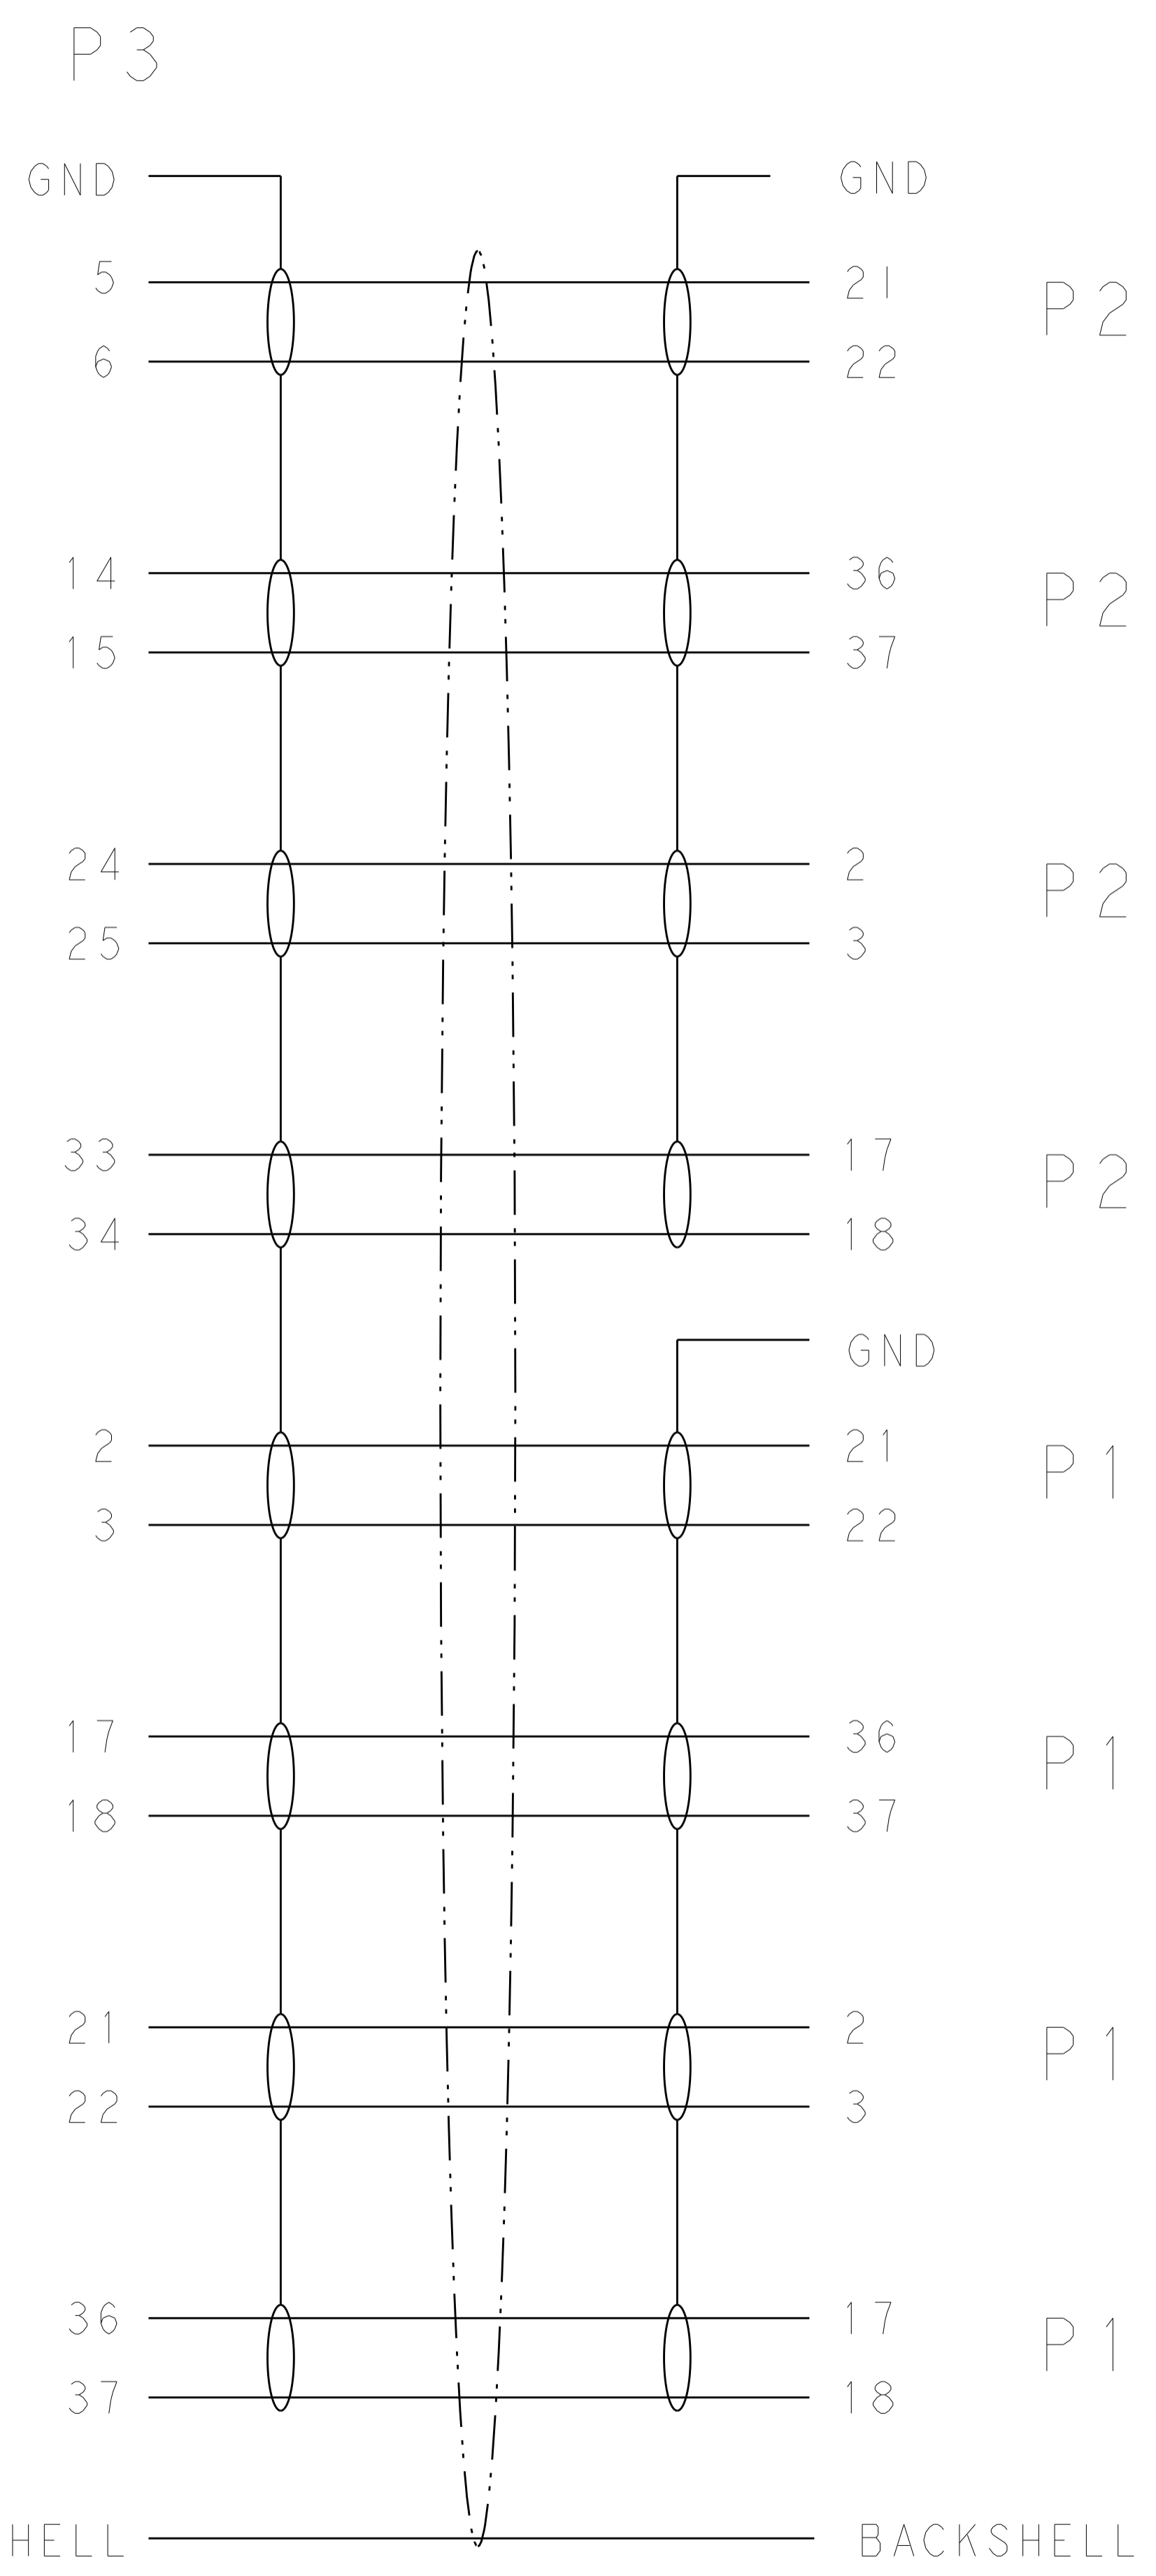 P3
GND GND
5 21 P2
6 22
14 36 P2
15 37
24 2 P2
25 3
33 17 P2
34 18
GND
2 21 P1
3 22
17 36 P1
18 37
21 2 P1
22 3
36 17 P1
37 18
HELL BACKSHELL